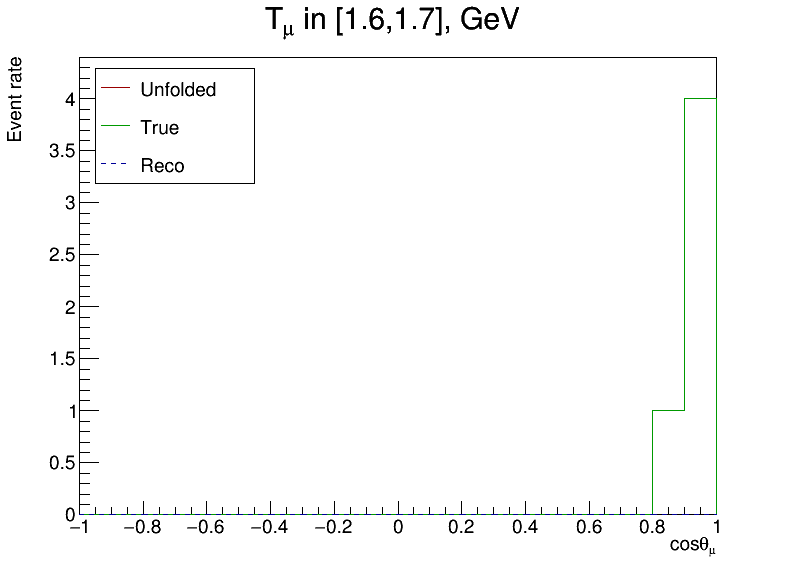 T_μ in [1.6,1.7], GeV
Event rate
Unfolded
True
Reco
4
3.5
3
2.5
2
1.5
1
0.5
0
−1 −0.8 −0.6 −0.4 −0.2 0 0.2 0.4 0.6 0.8 1
cosθ_μ